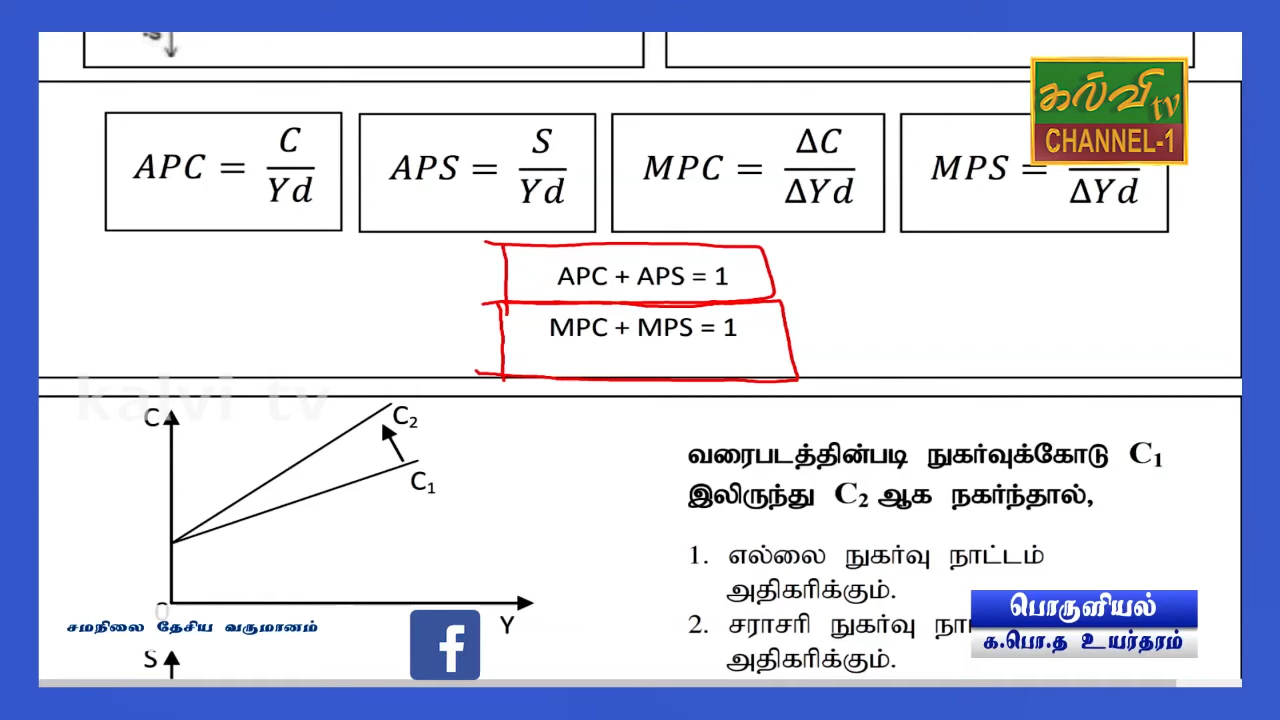 கல்வி tv
CHANNEL-1
APC = C / Yd
APS = S / Yd
MPC = ΔC / ΔYd
MPS = / ΔYd
APC + APS = 1
MPC + MPS = 1
kalvi tv
C
C₂
C₁
0
Y
S
வரைபடத்தின்படி நுகர்வுக்கோடு C₁
இலிருந்து C₂ ஆக நகர்ந்தால்,
1. எல்லை நுகர்வு நாட்டம்
அதிகரிக்கும்.
2. சராசரி நுகர்வு
அதிகரிக்கும்.
சமநிலை தேசிய வருமானம்
f
பொருளியல்
க.பொ.த உயர்தரம்